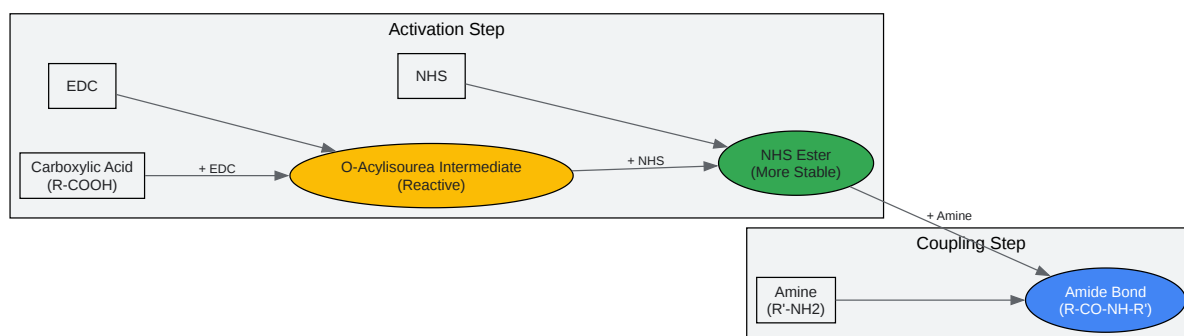 Activation Step
EDC
NHS
Carboxylic Acid
(R-COOH)
+ EDC
O-Acylisourea Intermediate
(Reactive)
+ NHS
NHS Ester
(More Stable)
+ Amine
Coupling Step
Amine
(R'-NH2)
Amide Bond
(R-CO-NH-R')